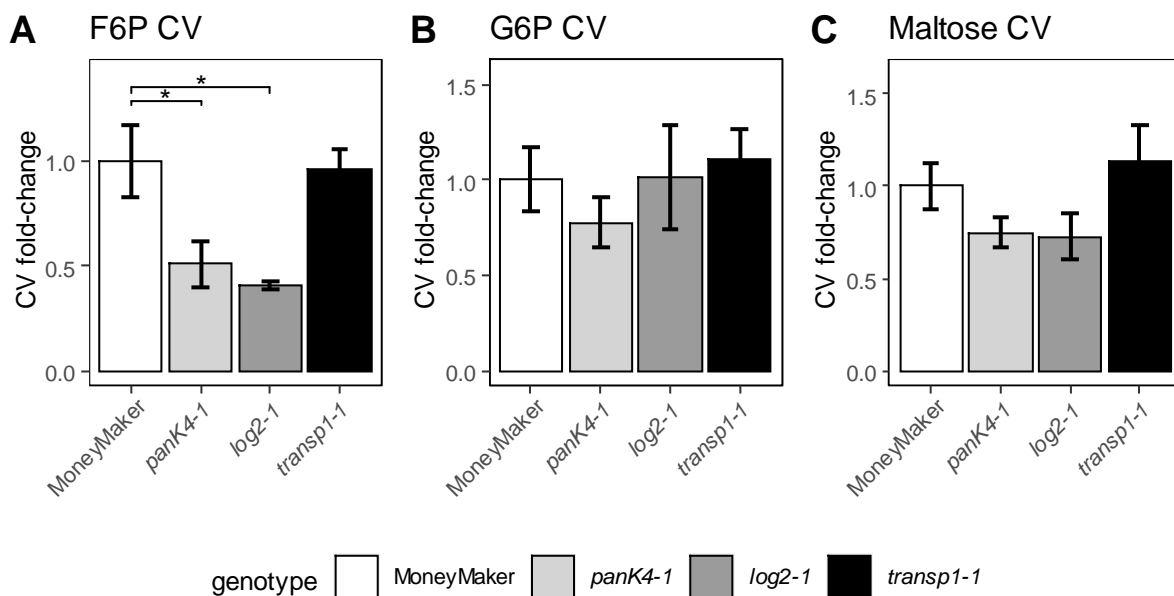 A F6P CV
B G6P CV
C Maltose CV
* *
CV fold-change
1.0
0.5
0.0
MoneyMaker
panK4-1
log2-1
transp1-1
CV fold-change
1.5
1.0
0.5
0.0
MoneyMaker
panK4-1
log2-1
transp1-1
CV fold-change
1.5
1.0
0.5
0.0
MoneyMaker
panK4-1
log2-1
transp1-1
genotype MoneyMaker panK4-1 log2-1 transp1-1